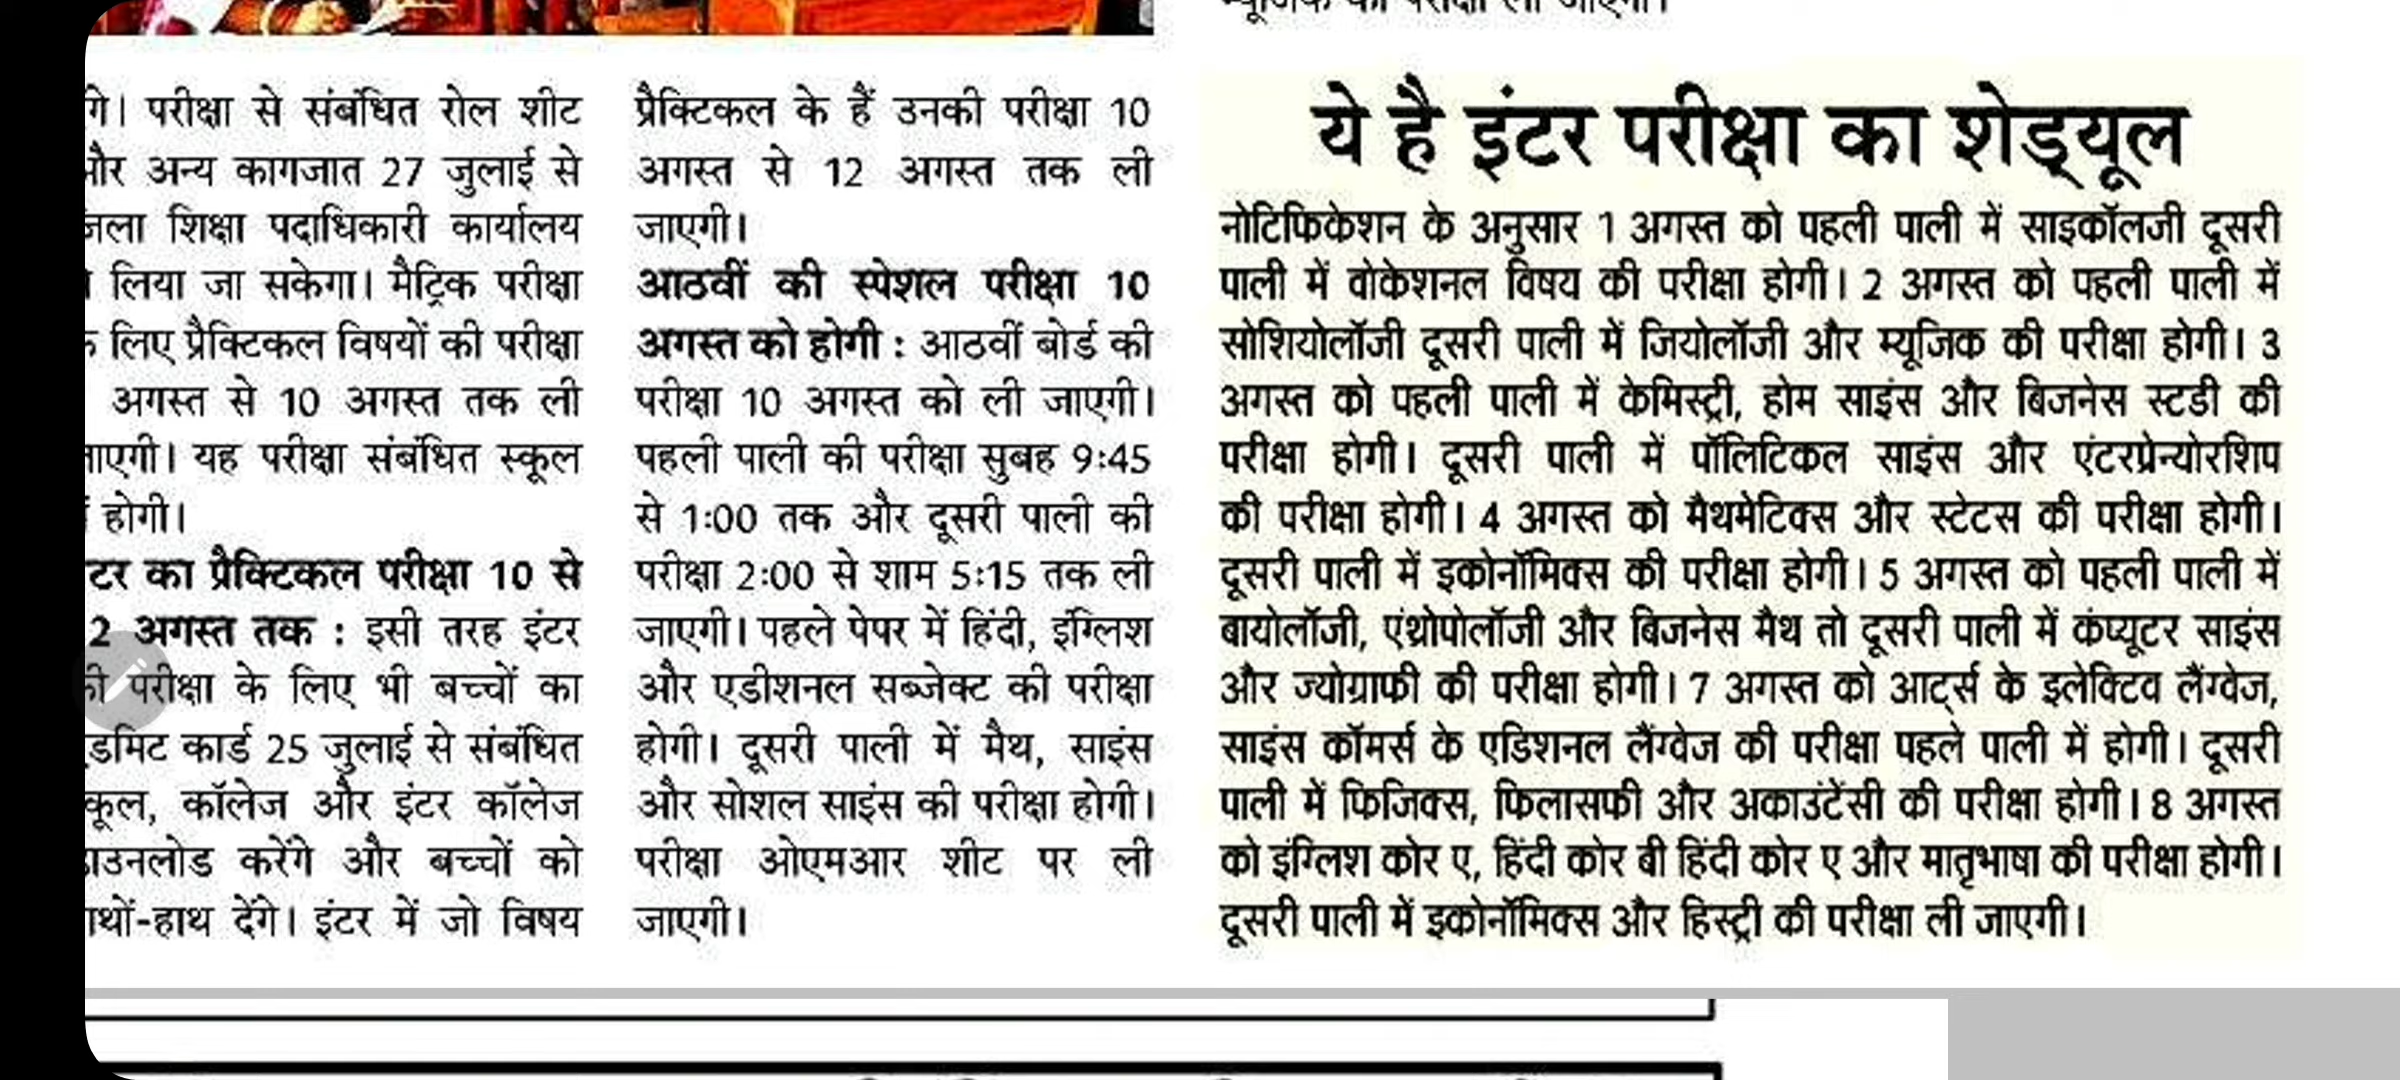 परीक्षा से संबंधित रोल शीट
अन्य कागजात 27 जुलाई से
शिक्षा पदाधिकारी कार्यालय
लिया जा सकेगा। मैट्रिक परीक्षा
लिए प्रैक्टिकल विषयों की परीक्षा
अगस्त से 10 अगस्त तक ली
यह परीक्षा संबंधित स्कूल
होगी।
का प्रैक्टिकल परीक्षा 10 से
2 अगस्त तक : इसी तरह इंटर
परीक्षा के लिए भी बच्चों का
कार्ड 25 जुलाई से संबंधित
कॉलेज और इंटर कॉलेज
करेंगे और बच्चों को
देंगे। इंटर में जो विषय
प्रैक्टिकल के हैं उनकी परीक्षा 10
अगस्त से 12 अगस्त तक ली
जाएगी।
आठवीं की स्पेशल परीक्षा 10
अगस्त को होगी : आठवीं बोर्ड की
परीक्षा 10 अगस्त को ली जाएगी।
पहली पाली की परीक्षा सुबह 9:45
से 1:00 तक और दूसरी पाली की
परीक्षा 2:00 से शाम 5:15 तक ली
जाएगी। पहले पेपर में हिंदी, इंग्लिश
और एडीशनल सब्जेक्ट की परीक्षा
होगी। दूसरी पाली में मैथ, साइंस
और सोशल साइंस की परीक्षा होगी।
परीक्षा ओएमआर शीट पर ली
जाएगी।
ये है इंटर परीक्षा का शेड्यूल
नोटिफिकेशन के अनुसार 1 अगस्त को पहली पाली में साइकॉलजी दूसरी
पाली में वोकेशनल विषय की परीक्षा होगी। 2 अगस्त को पहली पाली में
सोशियोलॉजी दूसरी पाली में जियोलॉजी और म्यूजिक की परीक्षा होगी। 3
अगस्त को पहली पाली में केमिस्ट्री, होम साइंस और बिजनेस स्टडी की
परीक्षा होगी। दूसरी पाली में पॉलिटिकल साइंस और एंटरप्रेन्योरशिप
की परीक्षा होगी। 4 अगस्त को मैथमेटिक्स और स्टेटस की परीक्षा होगी।
दूसरी पाली में इकोनॉमिक्स की परीक्षा होगी। 5 अगस्त को पहली पाली में
बायोलॉजी, एंथ्रोपोलॉजी और बिजनेस मैथ तो दूसरी पाली में कंप्यूटर साइंस
और ज्योग्राफी की परीक्षा होगी। 7 अगस्त को आर्ट्स के इलेक्टिव लैंग्वेज,
साइंस कॉमर्स के एडिशनल लैंग्वेज की परीक्षा पहले पाली में होगी। दूसरी
पाली में फिजिक्स, फिलासफी और अकाउंटेंसी की परीक्षा होगी। 8 अगस्त
को इंग्लिश कोर ए, हिंदी कोर बी हिंदी कोर ए और मातृभाषा की परीक्षा होगी।
दूसरी पाली में इकोनॉमिक्स और हिस्ट्री की परीक्षा ली जाएगी।